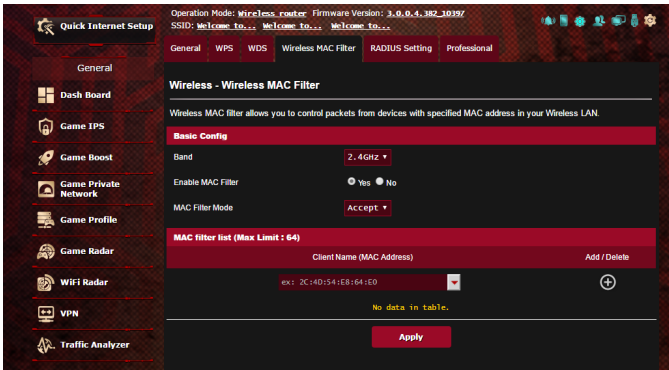 Operation Mode: Wireless router Firmware Version: 3.0.0.4.382_10397
SSID: Welcome to... Welcome to... Welcome to...
Quick Internet Setup
General WPS WDS Wireless MAC Filter RADIUS Setting Professional
General
Dash Board
Game IPS
Game Boost
Game Private
Network
Game Profile
Game Radar
WiFi Radar
VPN
Traffic Analyzer
Wireless - Wireless MAC Filter
Wireless MAC filter allows you to control packets from devices with specified MAC address in your Wireless LAN.
Basic Config
Band 2.4GHz
Enable MAC Filter Yes No
MAC Filter Mode Accept
MAC filter list (Max Limit : 64)
Client Name (MAC Address) Add / Delete
ex: 2C:4D:54:E8:64:E0
No data in table.
Apply